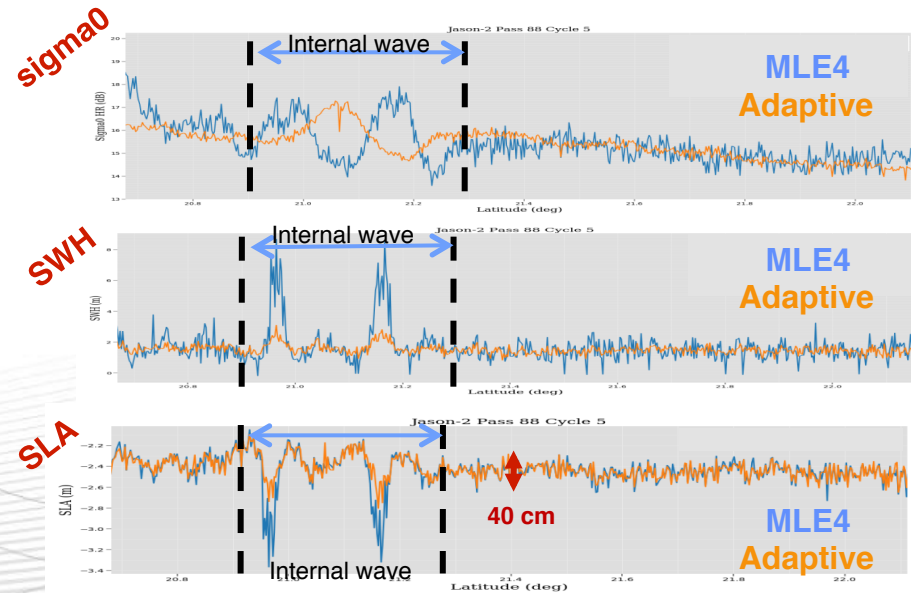 sigma0
Jason-2 Pass 88 Cycle 5
Internal wave
MLE4
Adaptive
Sigma0 HR (dB)
20
19
18
17
16
15
14
13
20.8
21.0
21.2
21.4
21.6
21.8
22.0
Latitude (deg)
SWH
Jason-2 Pass 88 Cycle 5
Internal wave
MLE4
Adaptive
SWH (m)
8
6
4
2
0
20.8
21.0
21.2
21.4
21.6
21.8
22.0
Latitude (deg)
SLA
Jason-2 Pass 88 Cycle 5
SLA (m)
−2.2
−2.4
−2.6
−2.8
−3.0
−3.2
−3.4
40 cm
MLE4
Adaptive
Internal wave
20.8
21.4
21.6
21.8
22.0
Latitude (deg)